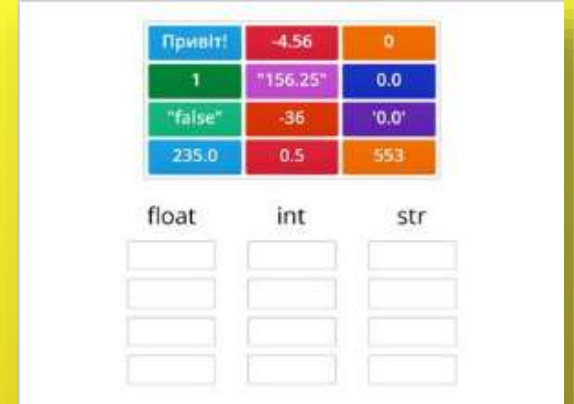 Привіт! -4.56 0
1 "156.25" 0.0
"false" -36 '0.0'
235.0 0.5 553
float int str